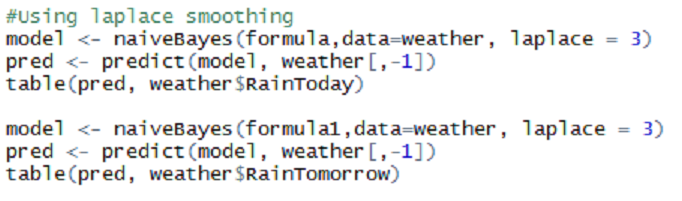 #Using laplace smoothing
model <- naiveBayes(formula,data=weather, laplace = 3)
pred <- predict(model, weather[,-1])
table(pred, weather$RainToday)
model <- naiveBayes(formula1,data=weather, laplace = 3)
pred <- predict(model, weather[,-1])
table(pred, weather$RainTomorrow)